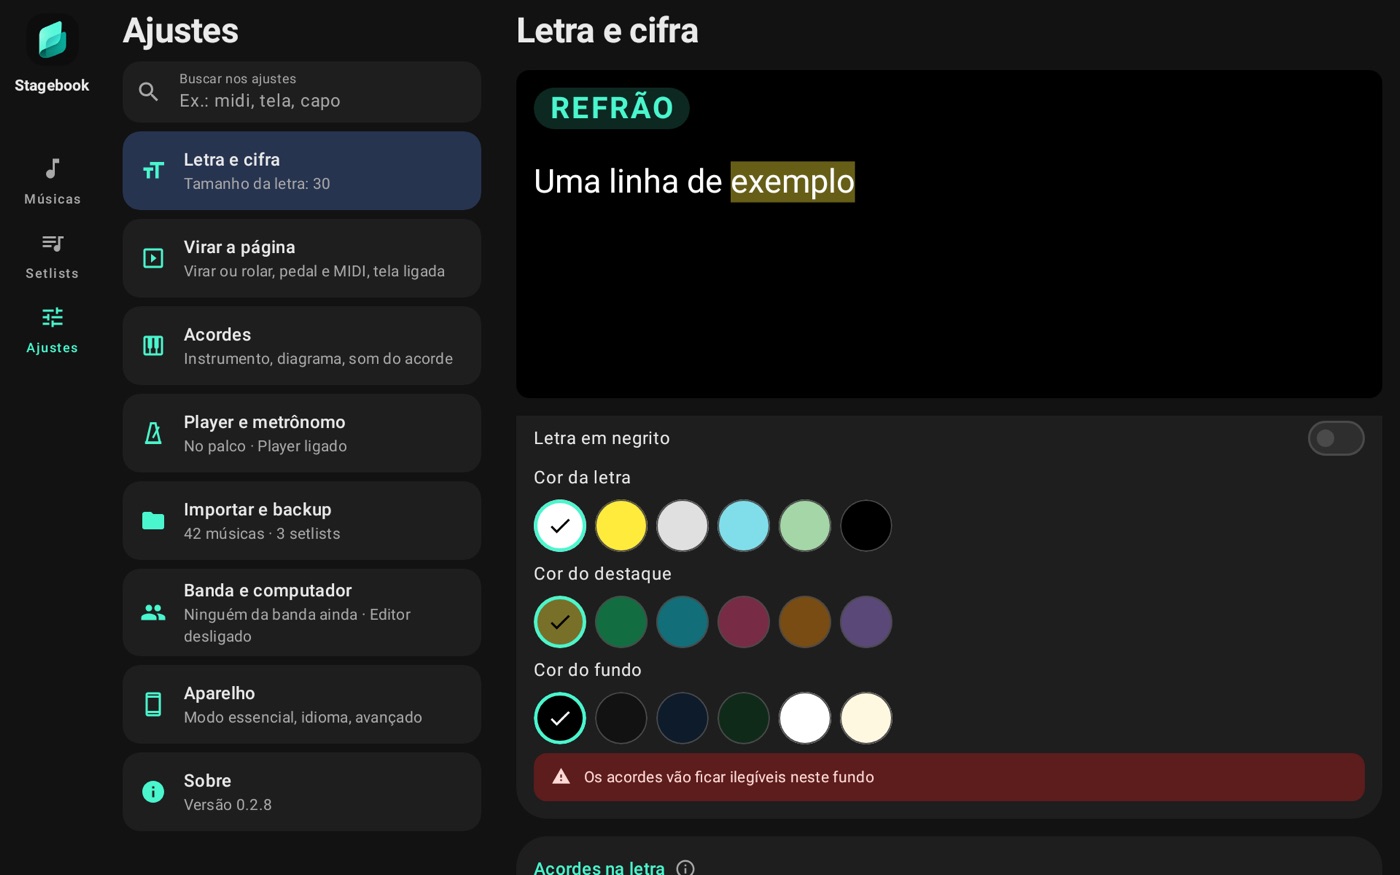 Stagebook
Músicas
Setlists
Ajustes
Ajustes
Buscar nos ajustes
Ex.: midi, tela, capo
Letra e cifra
Tamanho da letra: 30
Virar a página
Virar ou rolar, pedal e MIDI, tela ligada
Acordes
Instrumento, diagrama, som do acorde
Player e metrônomo
No palco · Player ligado
Importar e backup
42 músicas · 3 setlists
Banda e computador
Ninguém da banda ainda · Editor
desligado
Aparelho
Modo essencial, idioma, avançado
Sobre
Versão 0.2.8
Letra e cifra
REFRÃO
Uma linha de exemplo
Letra em negrito
Cor da letra
Cor do destaque
Cor do fundo
Os acordes vão ficar ilegíveis neste fundo
Acordes na letra